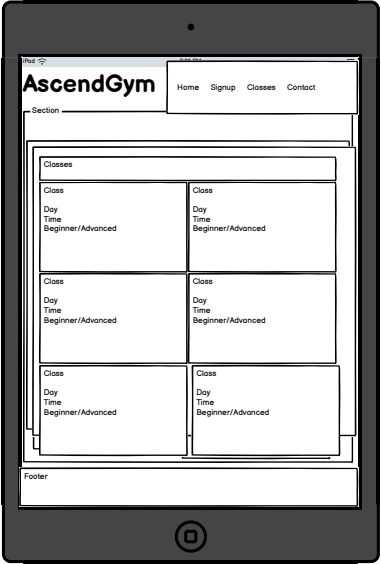 iPad
AscendGym
Home Signup Classes Contact
Section
Classes
Class
Day
Time
Beginner/Advanced
Class
Day
Time
Beginner/Advanced
Class
Day
Time
Beginner/Advanced
Class
Day
Time
Beginner/Advanced
Class
Day
Time
Beginner/Advanced
Class
Day
Time
Beginner/Advanced
Footer